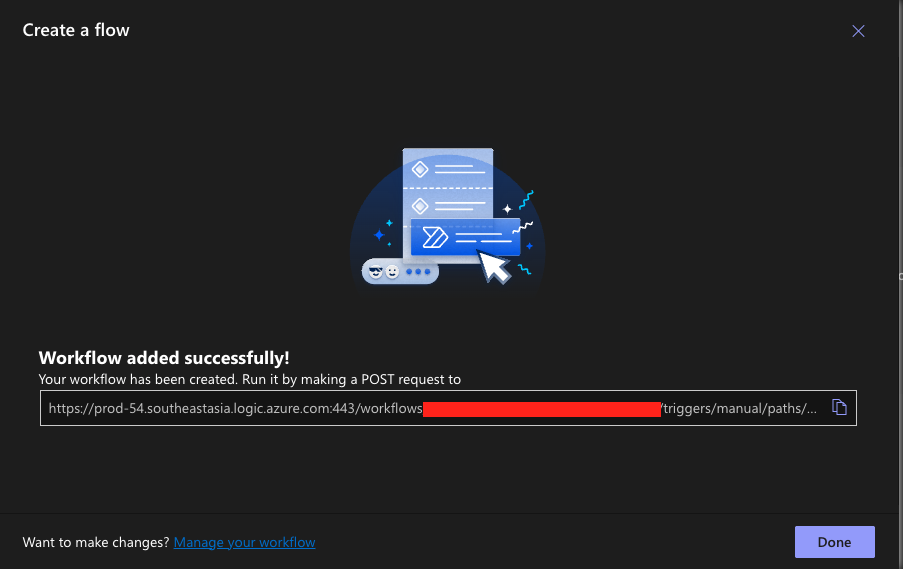 Create a flow
Workflow added successfully!
Your workflow has been created. Run it by making a POST request to
https://prod-54.southeastasia.logic.azure.com:443/workflows /triggers/manual/paths/...
Want to make changes? Manage your workflow
Done